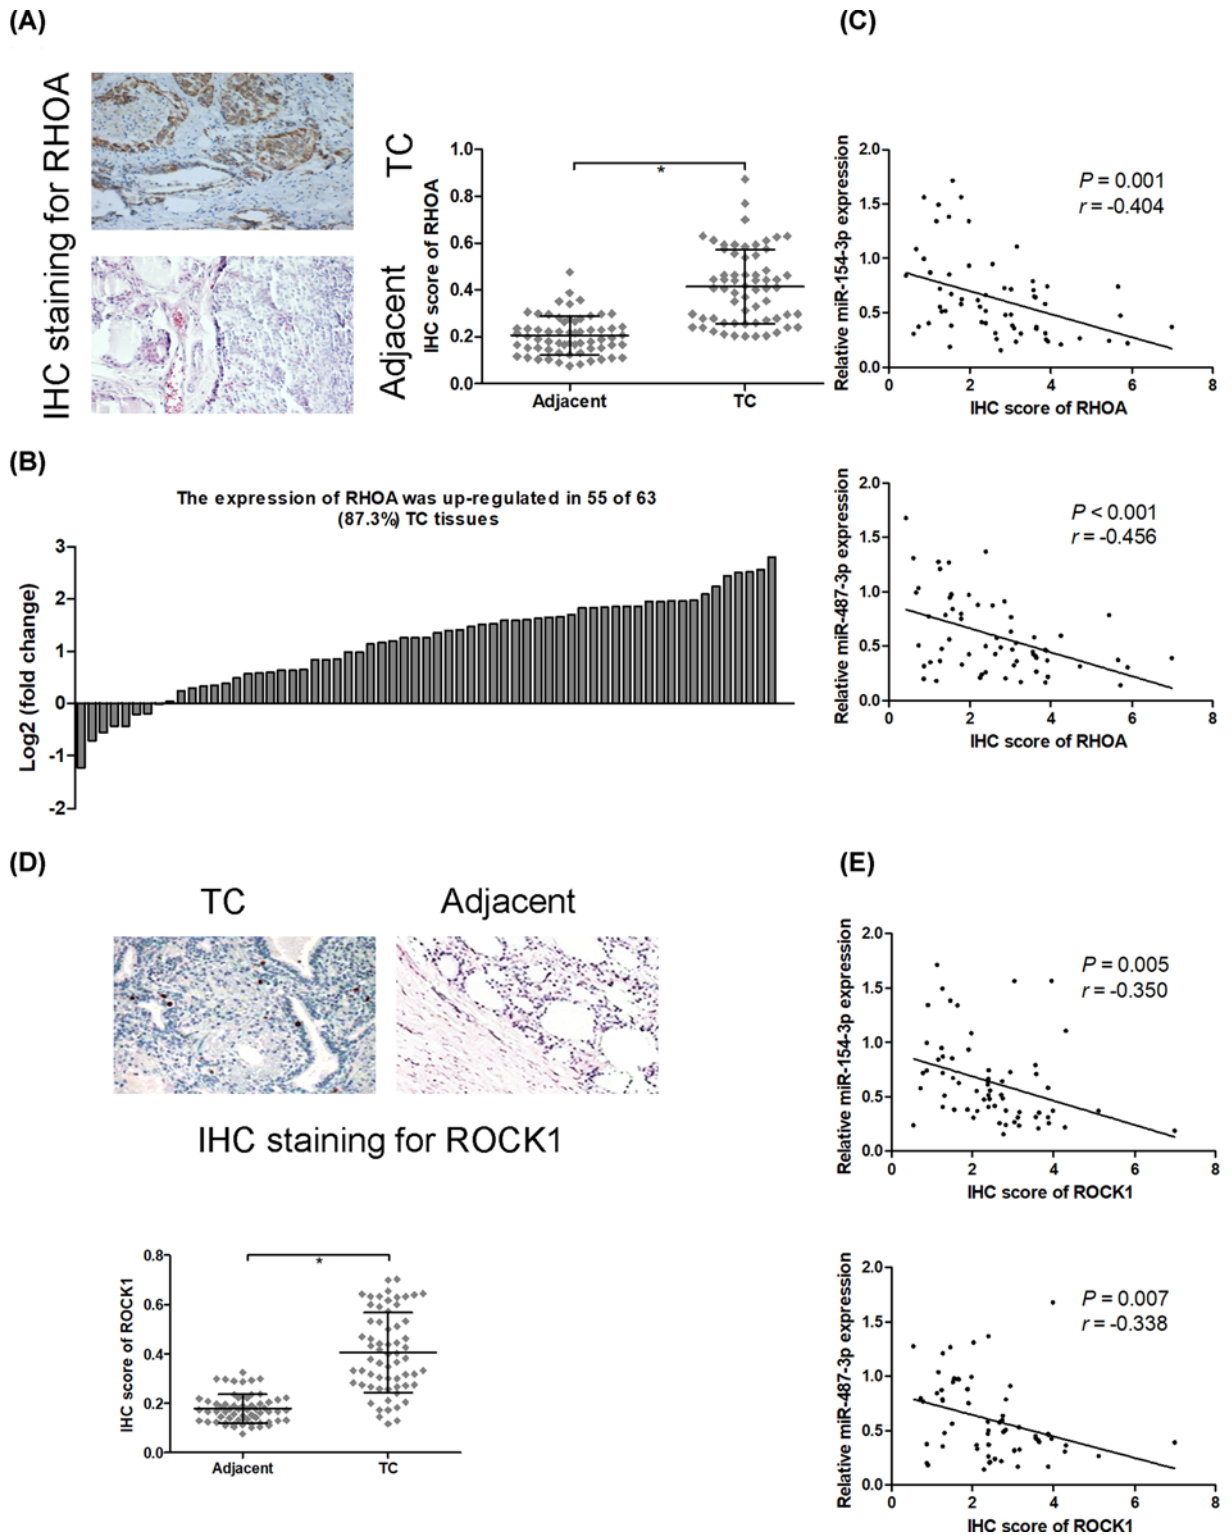 (A)
IHC staining for RHOA
Adjacent TC
IHC score of RHOA
1.0
0.8
0.6
0.4
0.2
0.0
*
Adjacent TC
(C)
Relative miR-154-3p expression
2.0
1.5
1.0
0.5
0.0
P = 0.001
r = -0.404
0 2 4 6 8
IHC score of RHOA
Relative miR-487-3p expression
2.0
1.5
1.0
0.5
0.0
P < 0.001
r = -0.456
0 2 4 6 8
IHC score of RHOA
(B)
The expression of RHOA was up-regulated in 55 of 63
(87.3%) TC tissues
Log2 (fold change)
3
2
1
0
-1
-2
(D)
TC Adjacent
IHC staining for ROCK1
IHC score of ROCK1
0.8
0.6
0.4
0.2
0.0
*
Adjacent TC
(E)
Relative miR-154-3p expression
2.0
1.5
1.0
0.5
0.0
P = 0.005
r = -0.350
0 2 4 6 8
IHC score of ROCK1
Relative miR-487-3p expression
2.0
1.5
1.0
0.5
0.0
P = 0.007
r = -0.338
0 2 4 6 8
IHC score of ROCK1